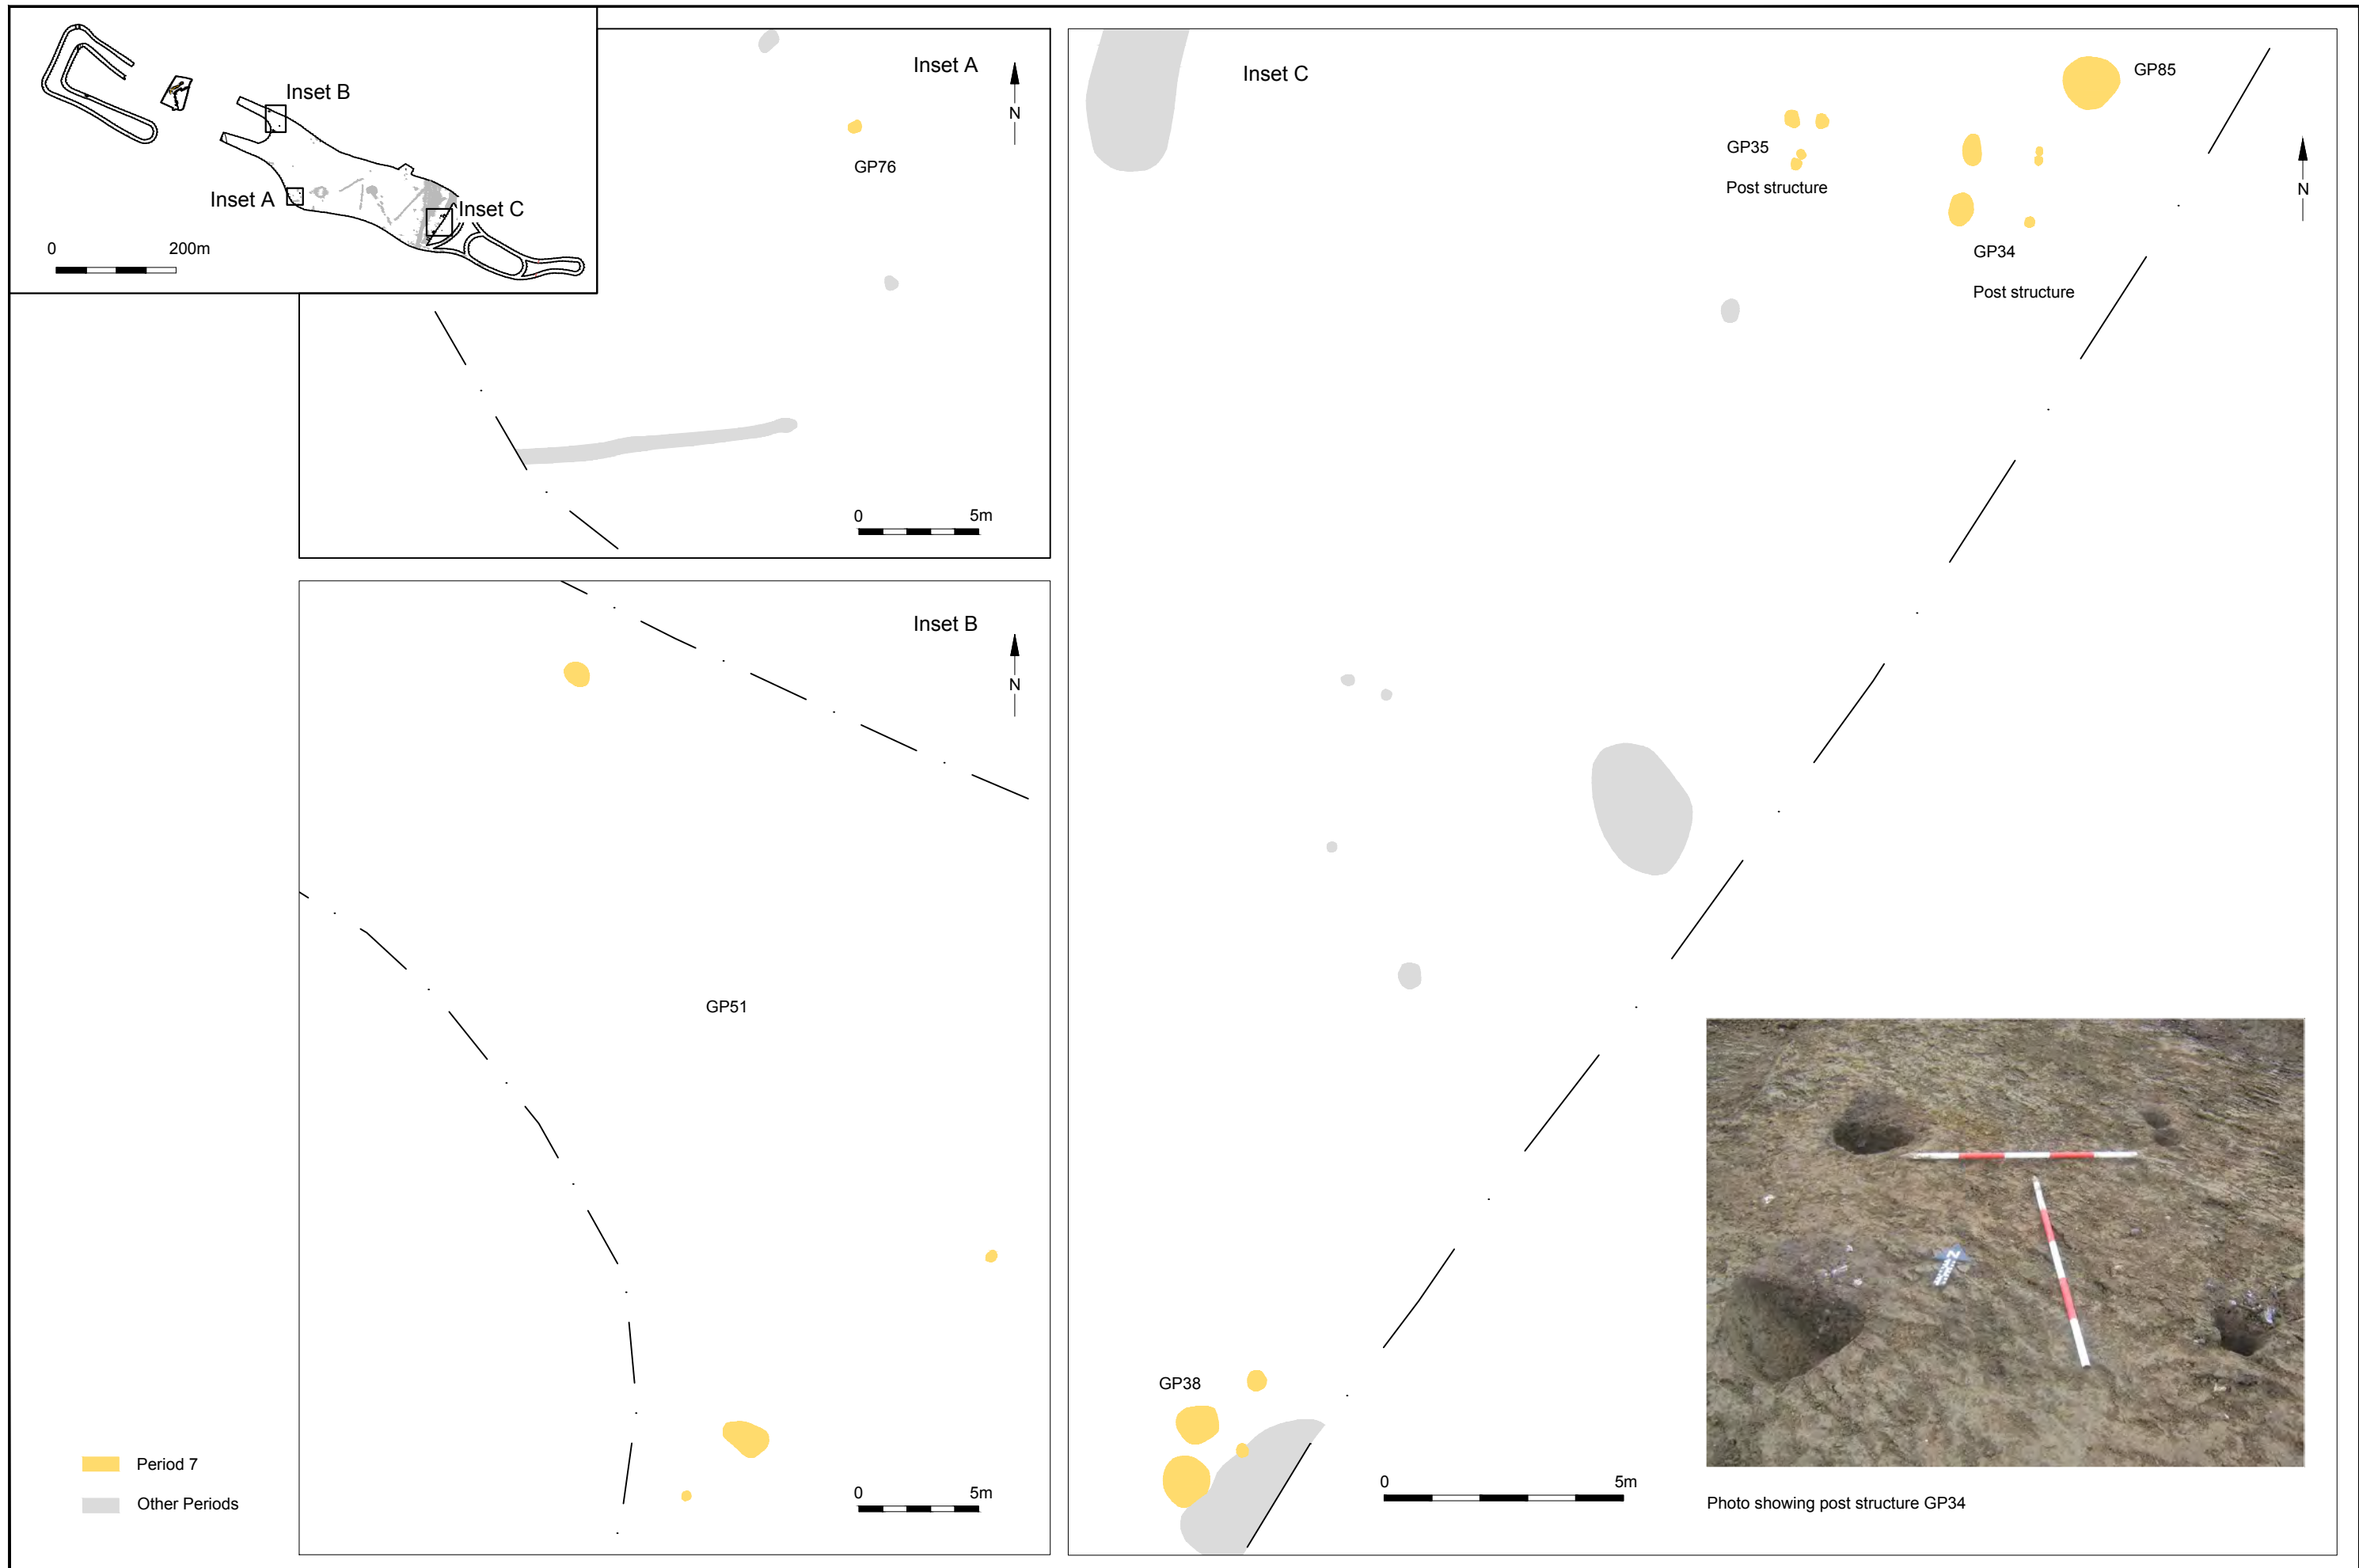 Inset B
Inset A
Inset C
0 200m
Inset A
N
GP76
0 5m
Inset B
N
GP51
0 5m
Inset C
GP85
GP35
Post structure
N
GP34
Post structure
GP38
0 5m
N
Photo showing post structure GP34
Period 7
Other Periods